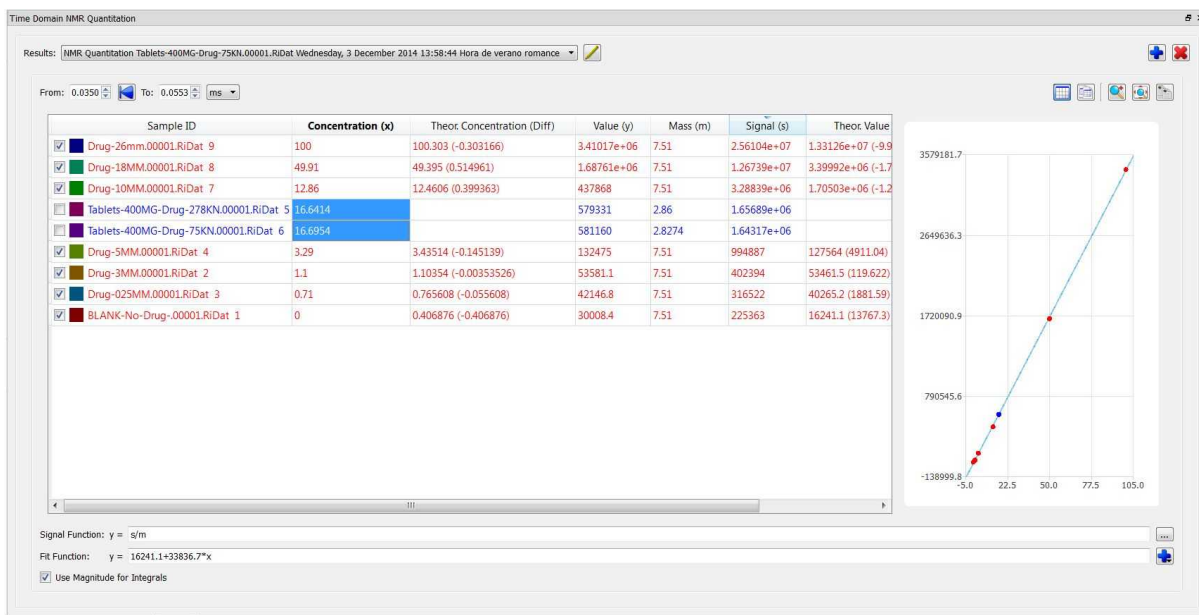 Time Domain NMR Quantitation
Results: NMR Quantitation Tablets-400MG-Drug-75KN.00001.RiDat Wednesday, 3 December 2014 13:58:44 Hora de verano romance
From: 0.0350 To: 0.0553 ms
Sample ID Concentration (x) Theor. Concentration (Diff) Value (y) Mass (m) Signal (s) Theor. Value
Drug-26mm.00001.RiDat 9 100 100.303 (-0.303166) 3.41017e+06 7.51 2.56104e+07 1.33126e+07 (-9.9
Drug-18MM.00001.RiDat 8 49.91 49.395 (0.514961) 1.68761e+06 7.51 1.26739e+07 3.39992e+06 (-1.7
Drug-10MM.00001.RiDat 7 12.86 12.4606 (0.399363) 437868 7.51 3.28839e+06 1.70503e+06 (-1.2
Tablets-400MG-Drug-278KN.00001.RiDat 5 16.6414 579331 2.86 1.65689e+06
Tablets-400MG-Drug-75KN.00001.RiDat 6 16.6954 581160 2.8274 1.64317e+06
Drug-5MM.00001.RiDat 4 3.29 3.43514 (-0.145139) 132475 7.51 994887 127564 (4911.04)
Drug-3MM.00001.RiDat 2 1.1 1.10354 (-0.00353526) 53581.1 7.51 402394 53461.5 (119.622)
Drug-025MM.00001.RiDat 3 0.71 0.765608 (-0.055608) 42146.8 7.51 316522 40265.2 (1881.59)
BLANK-No-Drug-.00001.RiDat 1 0 0.406876 (-0.406876) 30008.4 7.51 225363 16241.1 (13767.3)
3579181.7
2649636.3
1720090.9
790545.6
-138999.8
-5.0 22.5 50.0 77.5 105.0
Signal Function: y = s/m
...
Fit Function: y = 16241.1+33836.7*x
Use Magnitude for Integrals